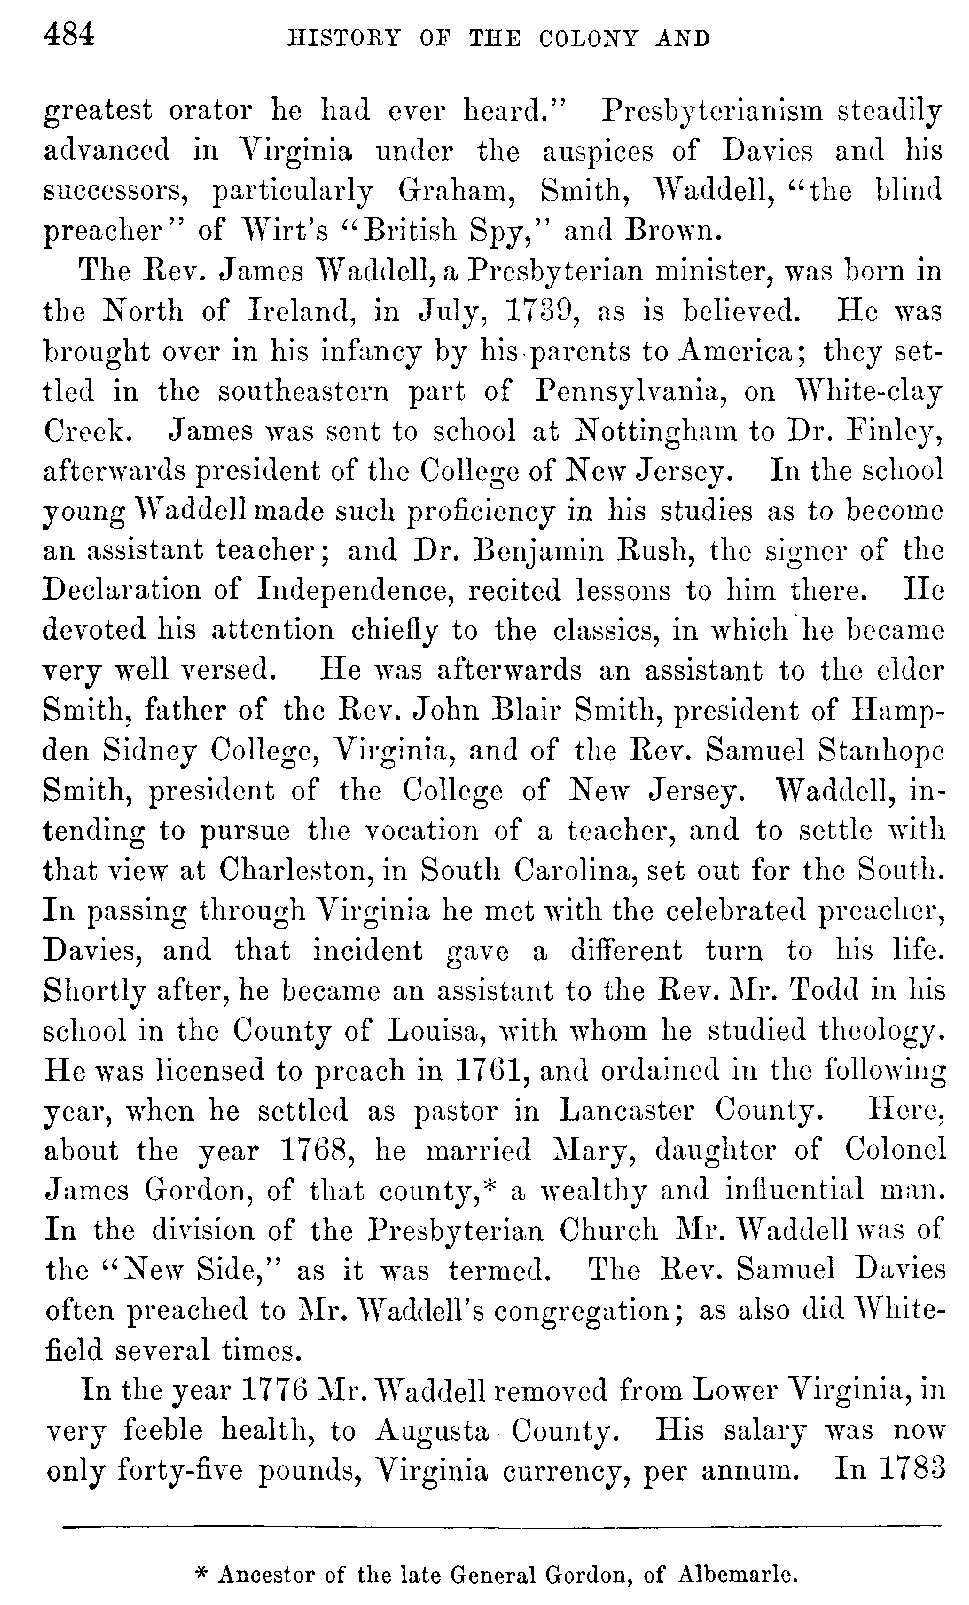 484 HISTORY OF THE COLONY AND
greatest orator he had ever heard." Presbyterianism steadily
advanced in Virginia under the auspices of Davies and his
successors, particularly Graham, Smith, Waddell, "the blind
preacher" of Wirt's "British Spy," and Brown.
The Rev. James Waddell, a Presbyterian minister, was born in
the North of Ireland, in July, 1739, as is believed. He was
brought over in his infancy by his parents to America; they set-
tled in the southeastern part of Pennsylvania, on White-clay
Creek. James was sent to school at Nottingham to Dr. Finley,
afterwards president of the College of New Jersey. In the school
young Waddell made such proficiency in his studies as to become
an assistant teacher; and Dr. Benjamin Rush, the signer of the
Declaration of Independence, recited lessons to him there. He
devoted his attention chiefly to the classics, in which he became
very well versed. He was afterwards an assistant to the elder
Smith, father of the Rev. John Blair Smith, president of Hamp-
den Sidney College, Virginia, and of the Rev. Samuel Stanhope
Smith, president of the College of New Jersey. Waddell, in-
tending to pursue the vocation of a teacher, and to settle with
that view at Charleston, in South Carolina, set out for the South.
In passing through Virginia he met with the celebrated preacher,
Davies, and that incident gave a different turn to his life.
Shortly after, he became an assistant to the Rev. Mr. Todd in his
school in the County of Louisa, with whom he studied theology.
He was licensed to preach in 1761, and ordained in the following
year, when he settled as pastor in Lancaster County. Here,
about the year 1768, he married Mary, daughter of Colonel
James Gordon, of that county,* a wealthy and influential man.
In the division of the Presbyterian Church Mr. Waddell was of
the "New Side," as it was termed. The Rev. Samuel Davies
often preached to Mr. Waddell's congregation; as also did White-
field several times.
In the year 1776 Mr. Waddell removed from Lower Virginia, in
very feeble health, to Augusta County. His salary was now
only forty-five pounds, Virginia currency, per annum. In 1783
* Ancestor of the late General Gordon, of Albemarle.